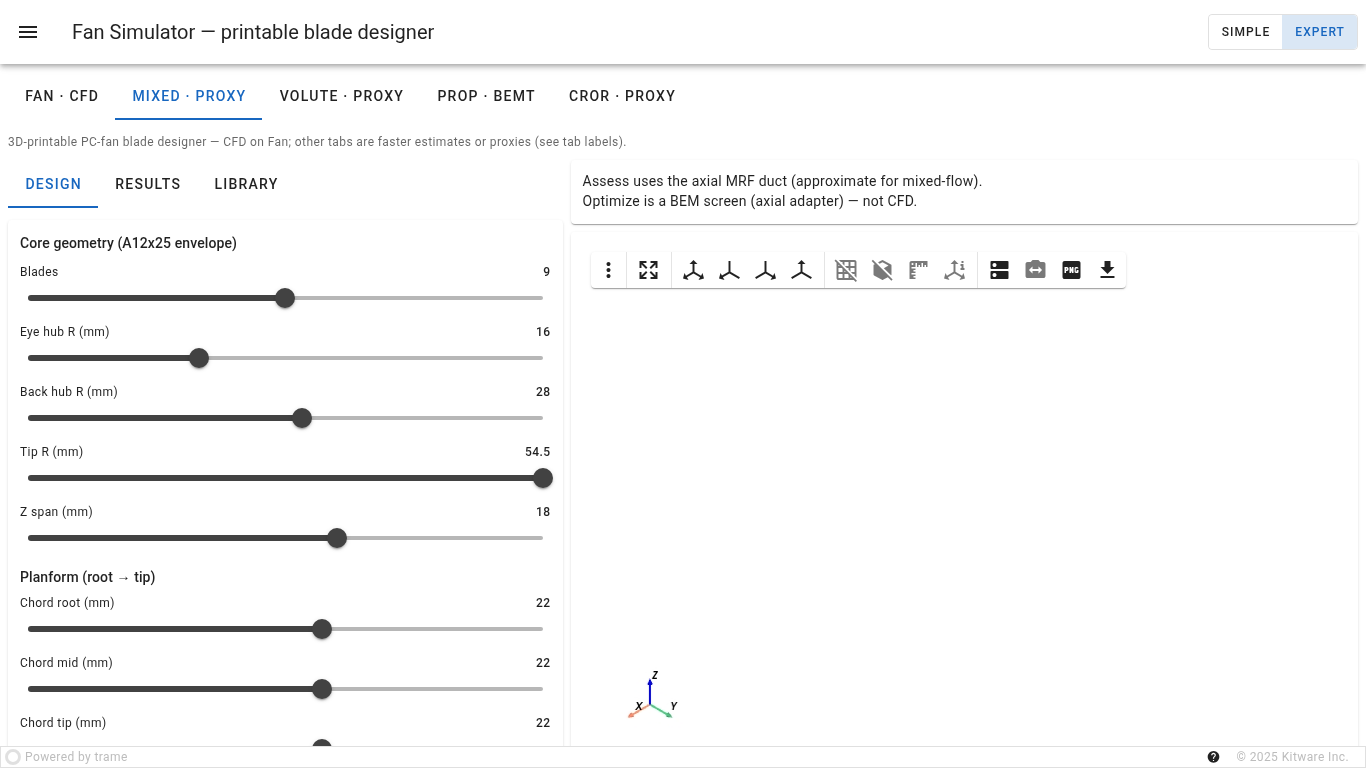 Fan Simulator — printable blade designer
SIMPLE
EXPERT
FAN · CFD
MIXED · PROXY
VOLUTE · PROXY
PROP · BEMT
CROR · PROXY
3D-printable PC-fan blade designer — CFD on Fan; other tabs are faster estimates or proxies (see tab labels).
DESIGN
RESULTS
LIBRARY
Core geometry (A12x25 envelope)
Blades 9
Eye hub R (mm) 16
Back hub R (mm) 28
Tip R (mm) 54.5
Z span (mm) 18
Planform (root → tip)
Chord root (mm) 22
Chord mid (mm) 22
Chord tip (mm) 22
Assess uses the axial MRF duct (approximate for mixed-flow).
Optimize is a BEM screen (axial adapter) — not CFD.
PNG
Z
X
Y
Powered by trame
© 2025 Kitware Inc.